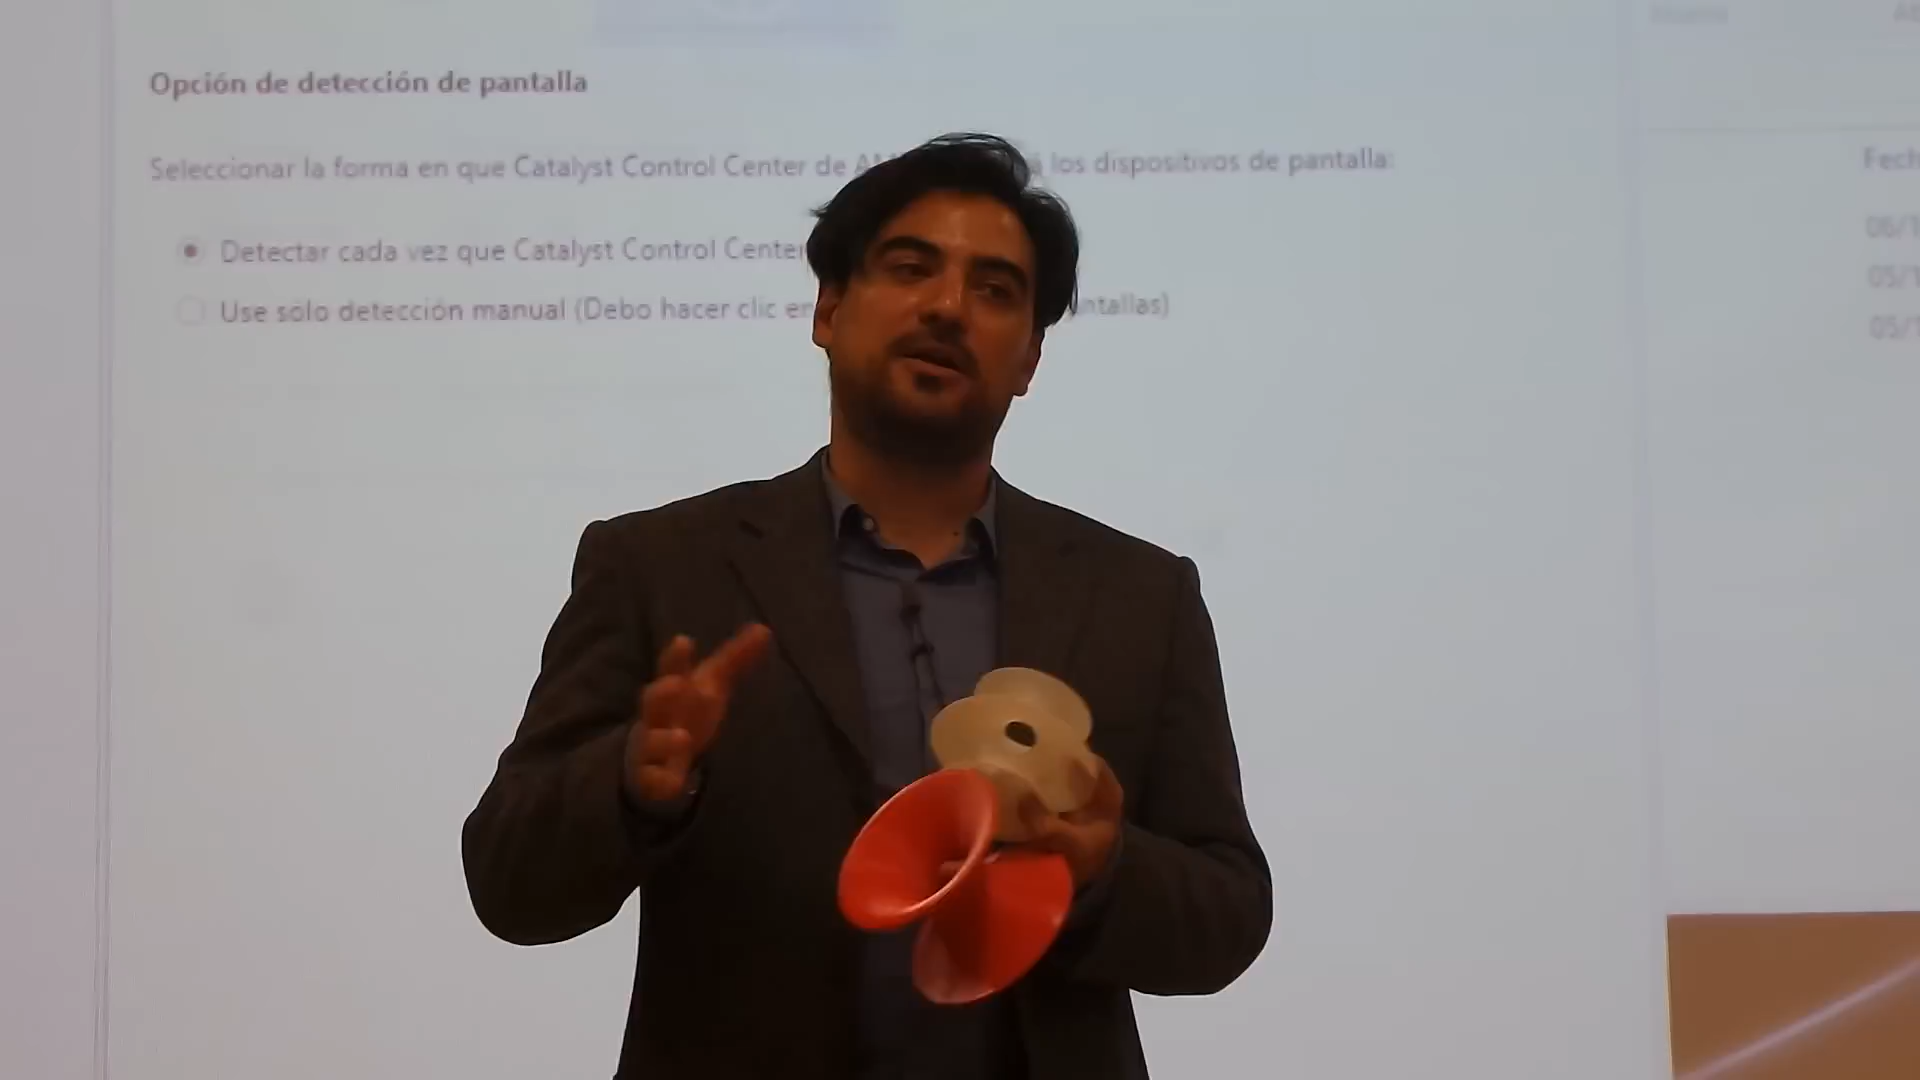 Opción de detección de pantalla
Seleccionar la forma en que Catalyst Control Center de los dispositivos de pantalla:
Detectar cada vez que Catalyst Control Center
Use sólo detección manual (Debo hacer clic en